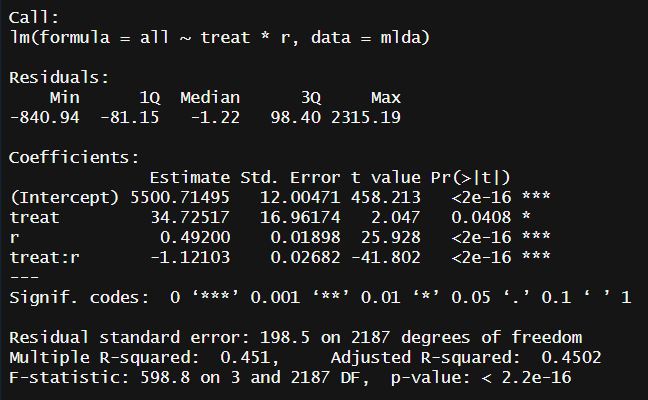 Call:
lm(formula = all ~ treat * r, data = mlda)
Residuals:
Min 1Q Median 3Q Max
-840.94 -81.15 -1.22 98.40 2315.19
Coefficients:
Estimate Std. Error t value Pr(>|t|)
(Intercept) 5500.71495 12.00471 458.213 <2e-16 ***
treat 34.72517 16.96174 2.047 0.0408 *
r 0.49200 0.01898 25.928 <2e-16 ***
treat:r -1.12103 0.02682 -41.802 <2e-16 ***
---
Signif. codes: 0 ‘***’ 0.001 ‘**’ 0.01 ‘*’ 0.05 ‘.’ 0.1 ‘ ’ 1
Residual standard error: 198.5 on 2187 degrees of freedom
Multiple R-squared: 0.451, Adjusted R-squared: 0.4502
F-statistic: 598.8 on 3 and 2187 DF, p-value: < 2.2e-16